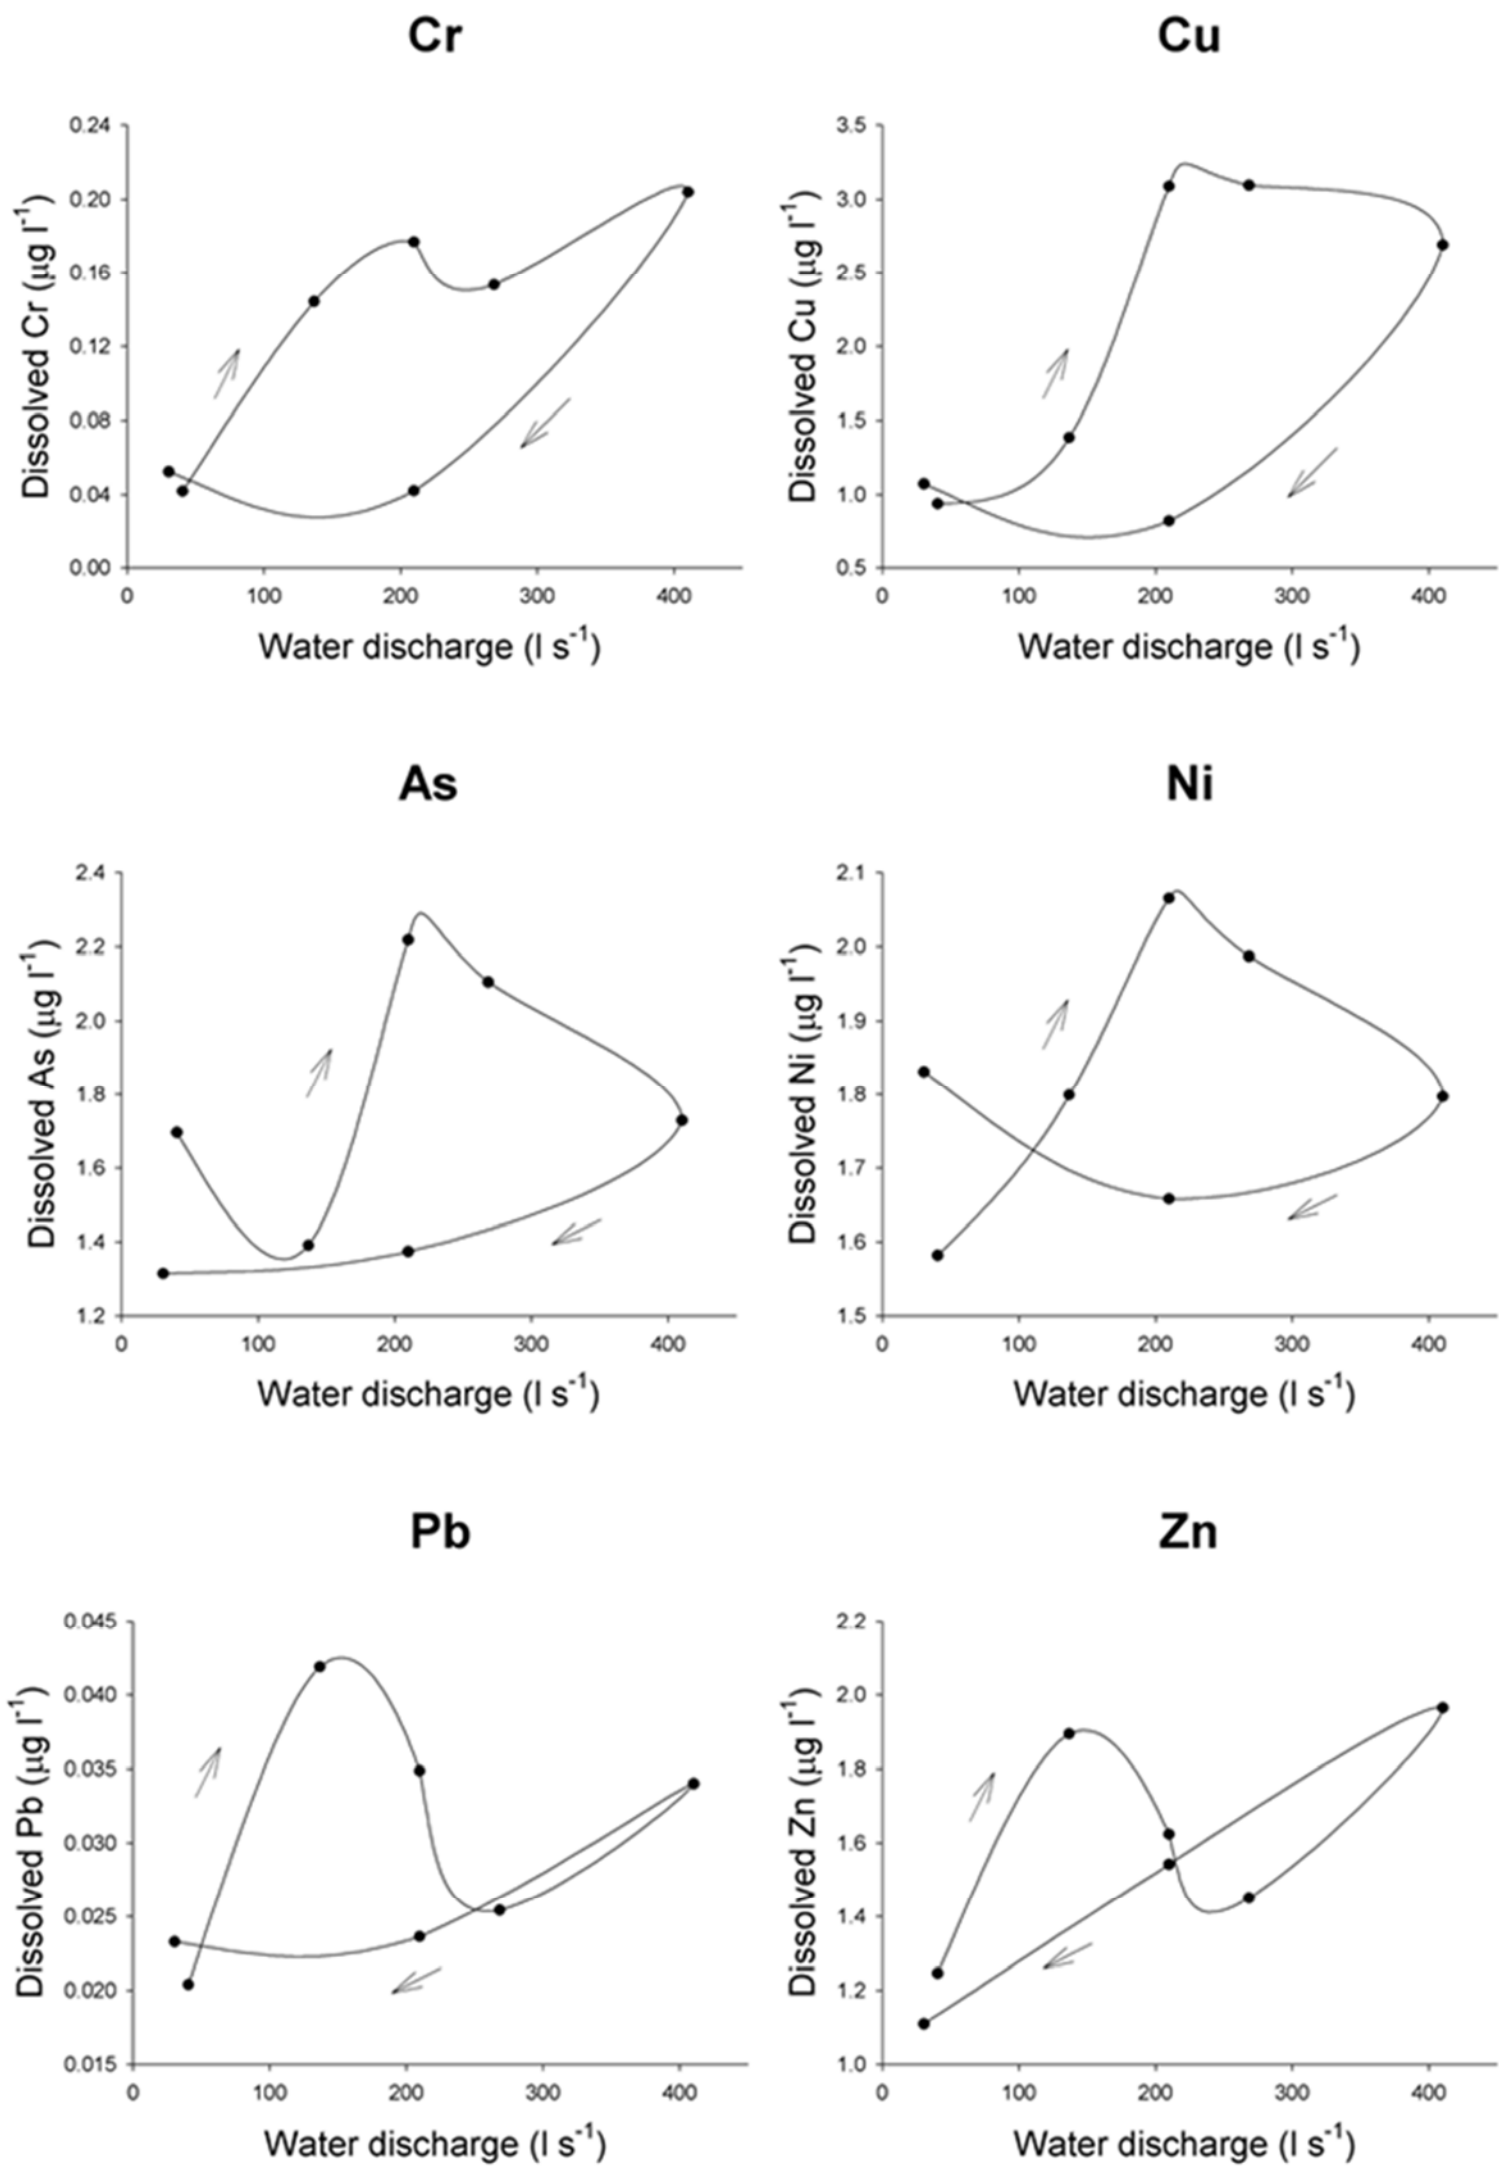 Cr
Cu
0.24
0.20
0.16
0.12
0.08
0.04
0.00
Dissolved Cr (µg l⁻¹)
0 100 200 300 400
Water discharge (l s⁻¹)
3.5
3.0
2.5
2.0
1.5
1.0
0.5
Dissolved Cu (µg l⁻¹)
0 100 200 300 400
Water discharge (l s⁻¹)
As
Ni
2.4
2.2
2.0
1.8
1.6
1.4
1.2
Dissolved As (µg l⁻¹)
0 100 200 300 400
Water discharge (l s⁻¹)
2.1
2.0
1.9
1.8
1.7
1.6
1.5
Dissolved Ni (µg l⁻¹)
0 100 200 300 400
Water discharge (l s⁻¹)
Pb
Zn
0.045
0.040
0.035
0.030
0.025
0.020
0.015
Dissolved Pb (µg l⁻¹)
0 100 200 300 400
Water discharge (l s⁻¹)
2.2
2.0
1.8
1.6
1.4
1.2
1.0
Dissolved Zn (µg l⁻¹)
0 100 200 300 400
Water discharge (l s⁻¹)